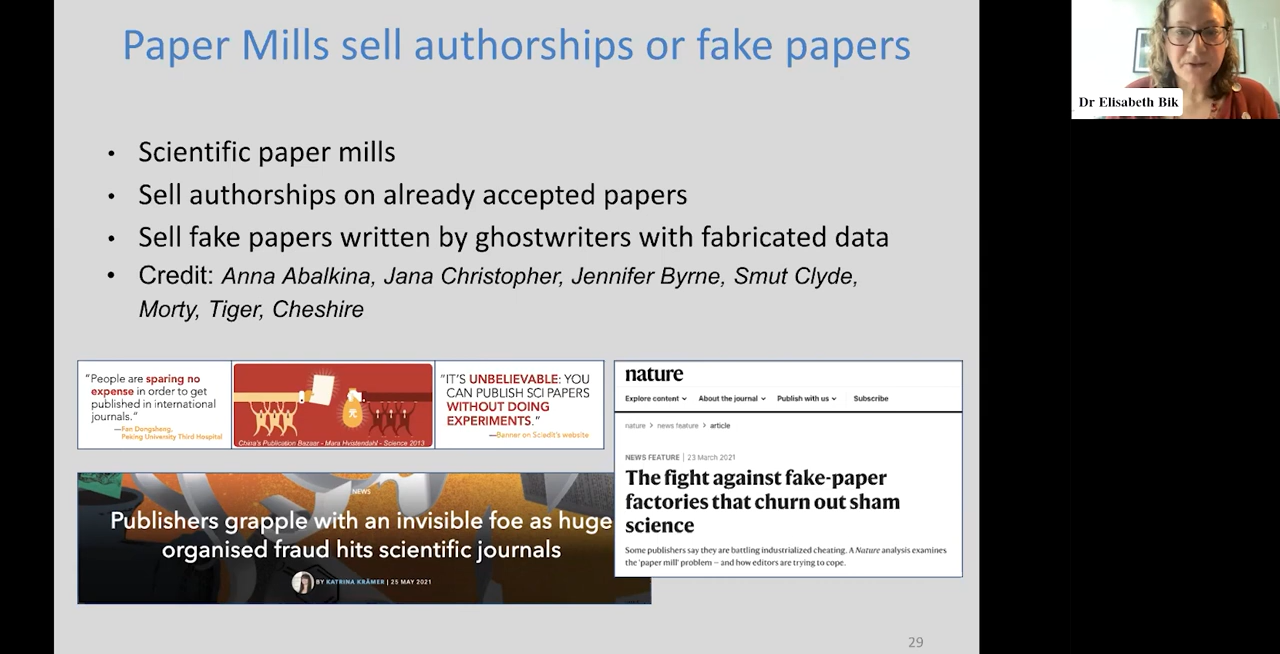 Paper Mills sell authorships or fake papers
Dr Elisabeth Bik
• Scientific paper mills
• Sell authorships on already accepted papers
• Sell fake papers written by ghostwriters with fabricated data
• Credit: Anna Abalkina, Jana Christopher, Jennifer Byrne, Smut Clyde,
Morty, Tiger, Cheshire
“People are sparing no
expense in order to get
published in international
journals.”
—Fan Dongsheng,
Peking University Third Hospital
China's Publication Bazaar - Mara Hvistendahl - Science 2013
“IT'S UNBELIEVABLE: YOU
CAN PUBLISH SCI PAPERS
WITHOUT DOING
EXPERIMENTS.”
—Banner on Sciedit's website
nature
Explore content About the journal Publish with us Subscribe
nature > news feature > article
NEWS FEATURE | 23 March 2021
The fight against fake-paper
factories that churn out sham
science
Some publishers say they are battling industrialized cheating. A Nature analysis examines
the 'paper mill' problem – and how editors are trying to cope.
NEWS
Publishers grapple with an invisible foe as huge
organised fraud hits scientific journals
BY KATRINA KRÄMER | 25 MAY 2021
29